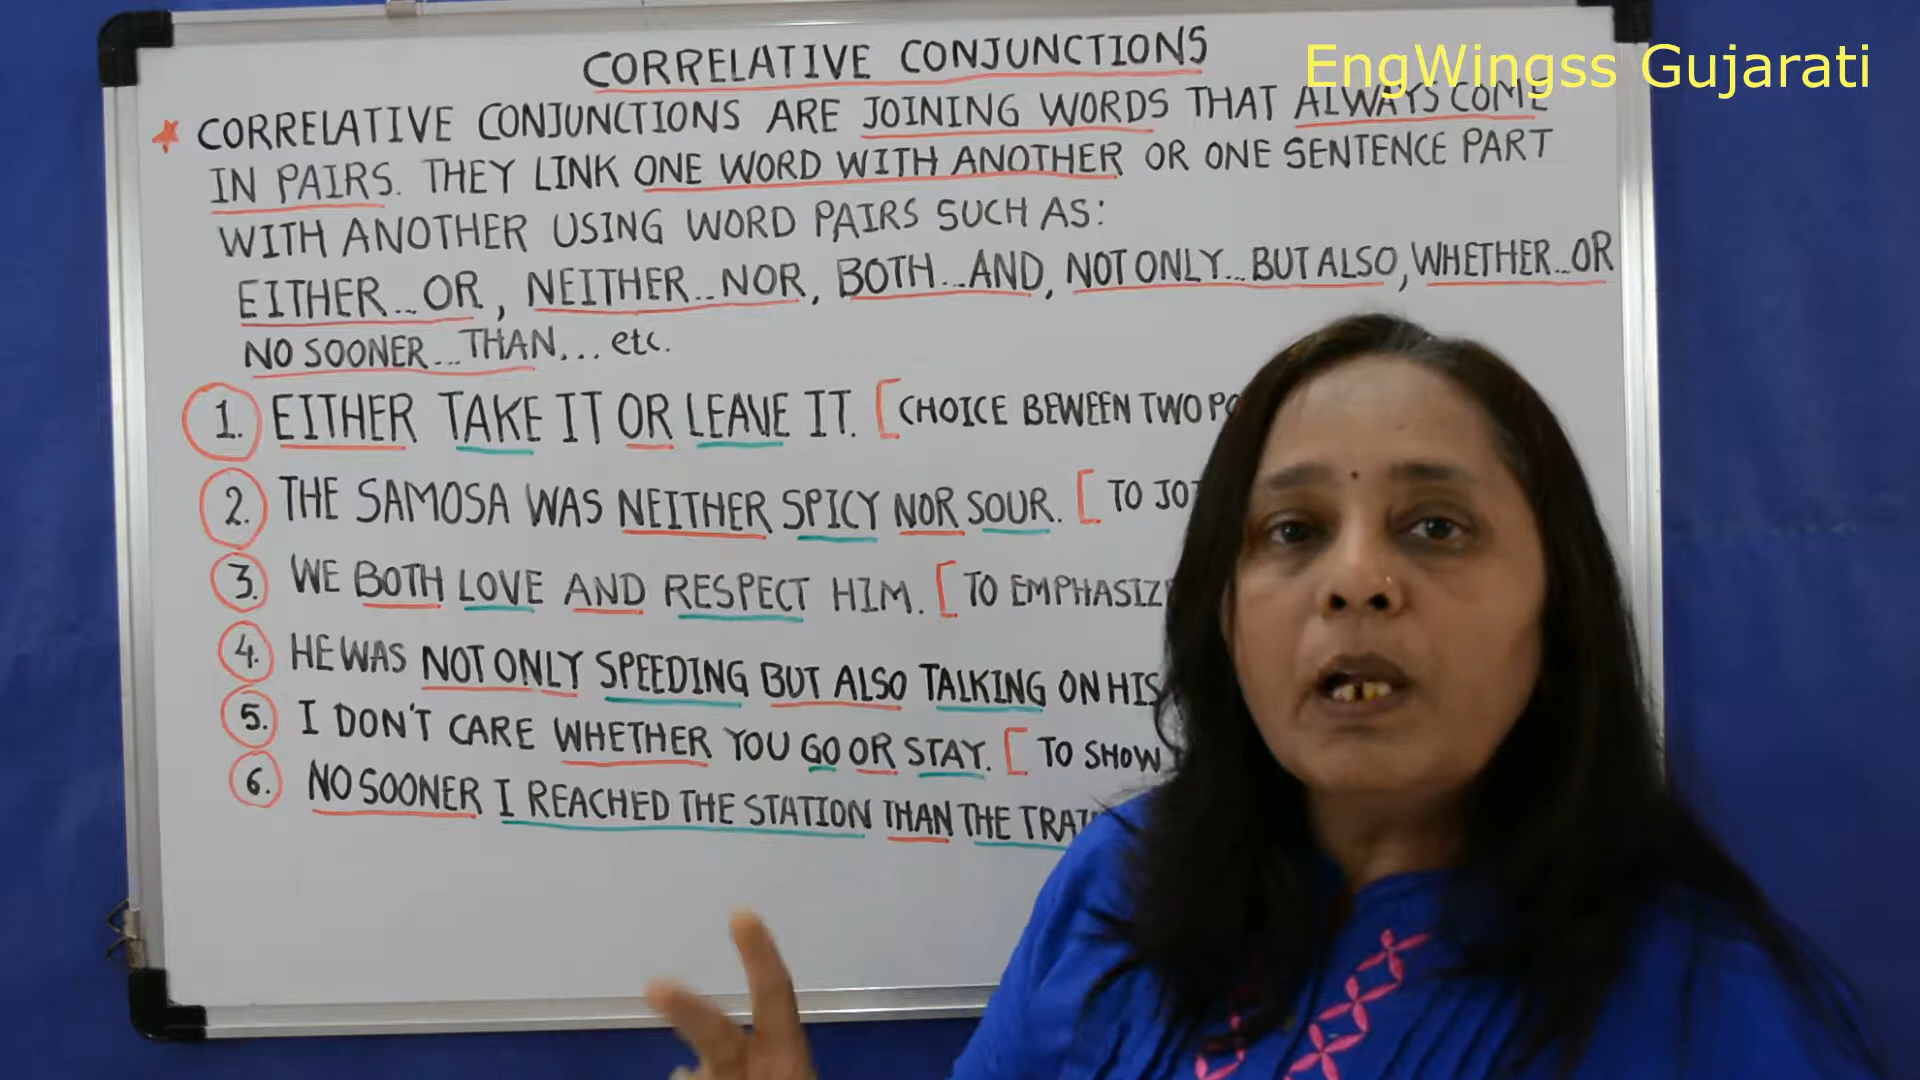 CORRELATIVE CONJUNCTIONS
EngWingss Gujarati
★ CORRELATIVE CONJUNCTIONS ARE JOINING WORDS THAT ALWAYS COME
IN PAIRS. THEY LINK ONE WORD WITH ANOTHER OR ONE SENTENCE PART
WITH ANOTHER USING WORD PAIRS SUCH AS:
EITHER...OR, NEITHER...NOR, BOTH...AND, NOT ONLY...BUT ALSO, WHETHER...OR
NO SOONER...THAN... etc.
1. EITHER TAKE IT OR LEAVE IT. [CHOICE BEWEEN TWO
2. THE SAMOSA WAS NEITHER SPICY NOR SOUR. [TO
3. WE BOTH LOVE AND RESPECT HIM. [TO
4. HE WAS NOT ONLY SPEEDING BUT ALSO TALKING ON HIS
5. I DON'T CARE WHETHER YOU GO OR STAY. [TO SHOW
6. NO SOONER I REACHED THE STATION THAN THE